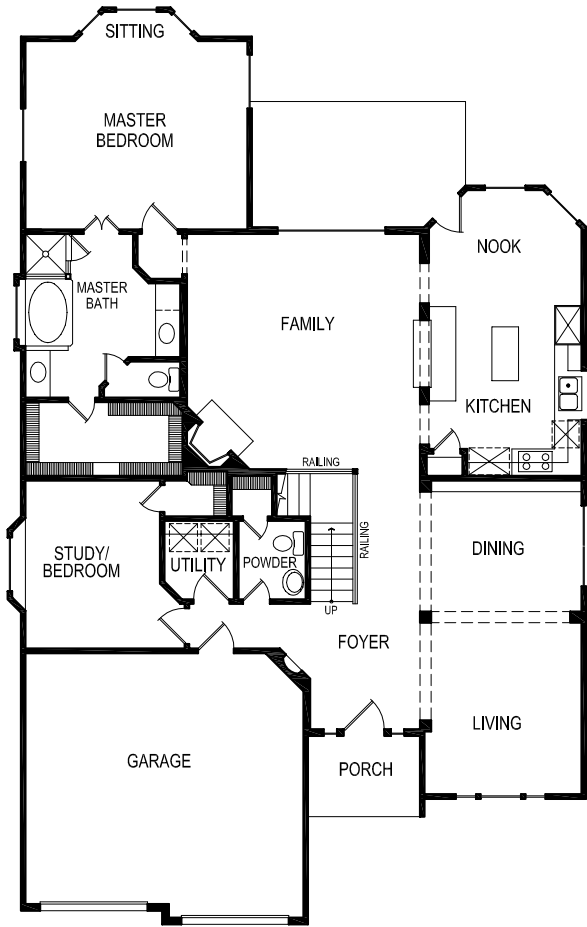 SITTING
MASTER
BEDROOM
NOOK
MASTER
BATH
FAMILY
KITCHEN
RAILING
RAILING
STUDY/
BEDROOM
UTILITY
POWDER
DINING
UP
FOYER
LIVING
GARAGE
PORCH